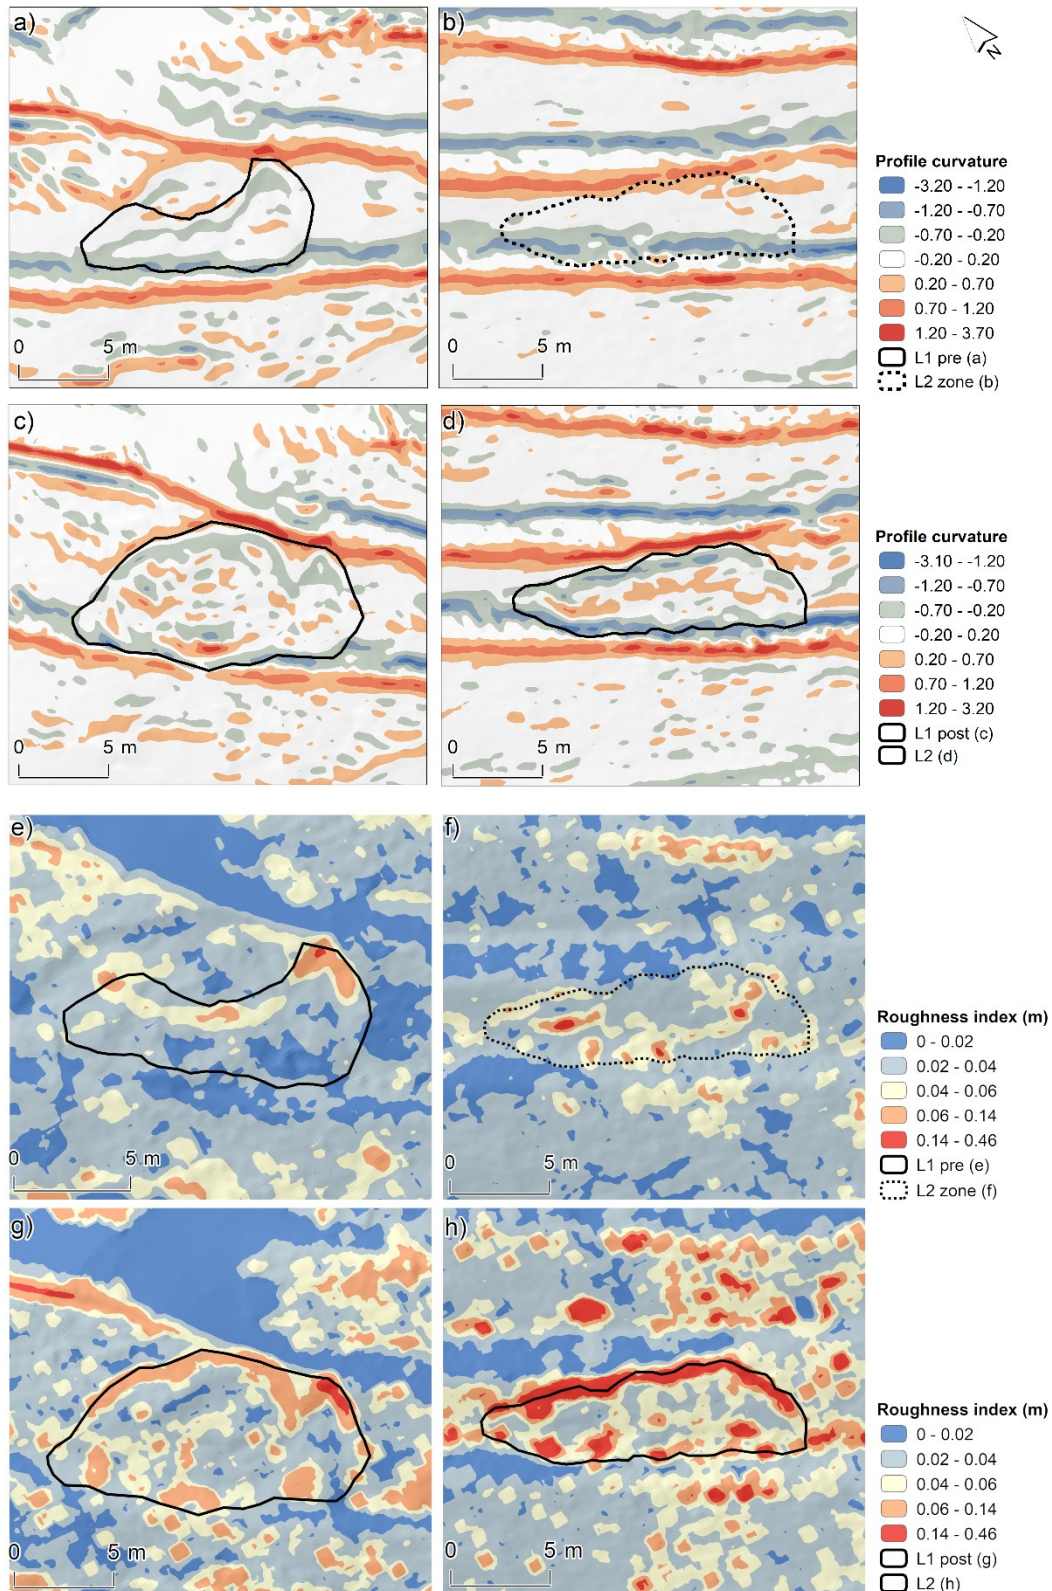 a)
b)
N
Profile curvature
-3.20 - -1.20
-1.20 - -0.70
-0.70 - -0.20
-0.20 - 0.20
0.20 - 0.70
0.70 - 1.20
1.20 - 3.70
L1 pre (a)
L2 zone (b)
0 5 m
0 5 m
c)
d)
Profile curvature
-3.10 - -1.20
-1.20 - -0.70
-0.70 - -0.20
-0.20 - 0.20
0.20 - 0.70
0.70 - 1.20
1.20 - 3.20
L1 post (c)
L2 (d)
0 5 m
0 5 m
e)
f)
Roughness index (m)
0 - 0.02
0.02 - 0.04
0.04 - 0.06
0.06 - 0.14
0.14 - 0.46
L1 pre (e)
L2 zone (f)
0 5 m
0 5 m
g)
h)
Roughness index (m)
0 - 0.02
0.02 - 0.04
0.04 - 0.06
0.06 - 0.14
0.14 - 0.46
L1 post (g)
L2 (h)
0 5 m
0 5 m